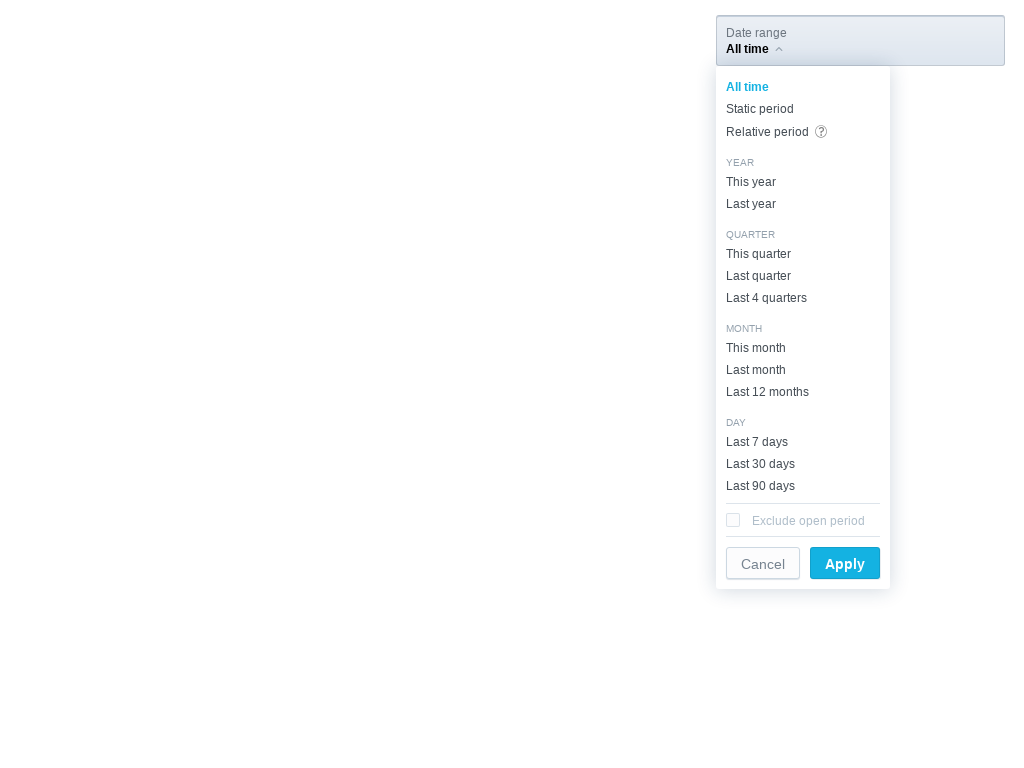 Date range
All time
All time
Static period
Relative period ?
YEAR
This year
Last year
QUARTER
This quarter
Last quarter
Last 4 quarters
MONTH
This month
Last month
Last 12 months
DAY
Last 7 days
Last 30 days
Last 90 days
Exclude open period
Cancel Apply